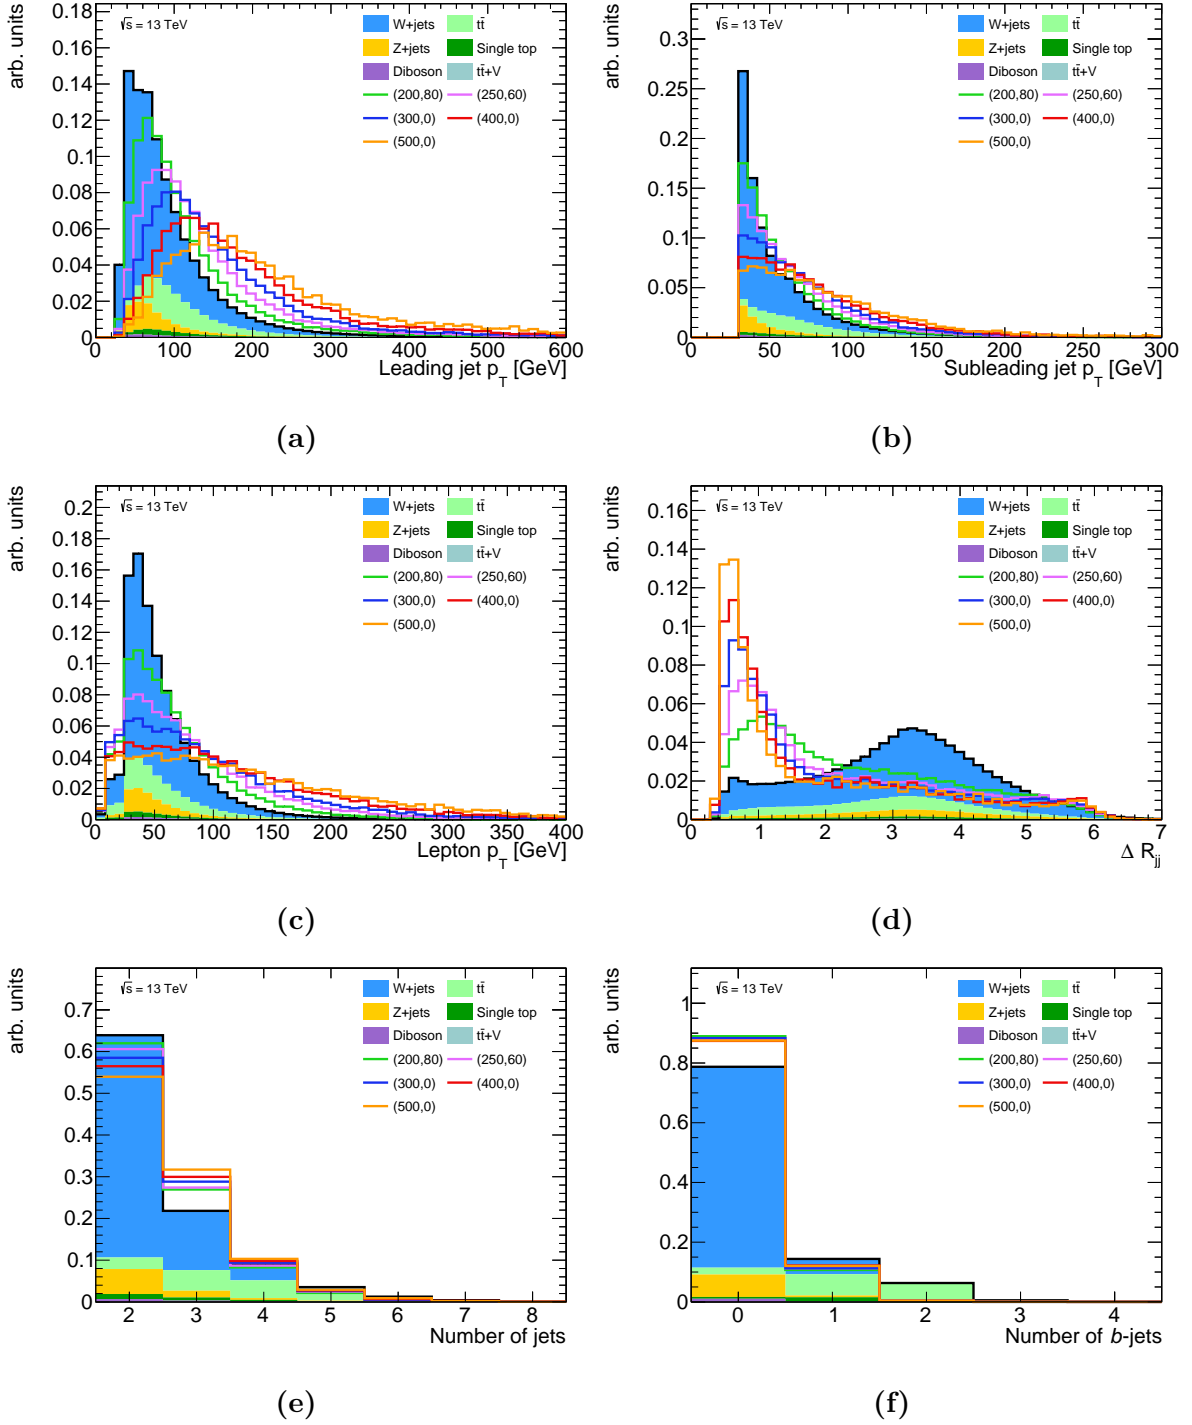 arb. units
√s = 13 TeV
W+jets
tt̄
Z+jets
Single top
Diboson
tt̄+V
(200,80)
(250,60)
(300,0)
(400,0)
(500,0)
0.18
0.16
0.14
0.12
0.1
0.08
0.06
0.04
0.02
0
0 100 200 300 400 500 600
Leading jet p_T [GeV]
(a)
arb. units
√s = 13 TeV
W+jets
tt̄
Z+jets
Single top
Diboson
tt̄+V
(200,80)
(250,60)
(300,0)
(400,0)
(500,0)
0.3
0.25
0.2
0.15
0.1
0.05
0
0 50 100 150 200 250 300
Subleading jet p_T [GeV]
(b)
arb. units
√s = 13 TeV
W+jets
tt̄
Z+jets
Single top
Diboson
tt̄+V
(200,80)
(250,60)
(300,0)
(400,0)
(500,0)
0.2
0.18
0.16
0.14
0.12
0.1
0.08
0.06
0.04
0.02
0
0 50 100 150 200 250 300 350 400
Lepton p_T [GeV]
(c)
arb. units
√s = 13 TeV
W+jets
tt̄
Z+jets
Single top
Diboson
tt̄+V
(200,80)
(250,60)
(300,0)
(400,0)
(500,0)
0.16
0.14
0.12
0.1
0.08
0.06
0.04
0.02
0
0 1 2 3 4 5 6 7
Δ R_jj
(d)
arb. units
√s = 13 TeV
W+jets
tt̄
Z+jets
Single top
Diboson
tt̄+V
(200,80)
(250,60)
(300,0)
(400,0)
(500,0)
0.7
0.6
0.5
0.4
0.3
0.2
0.1
0
2 3 4 5 6 7 8
Number of jets
(e)
arb. units
√s = 13 TeV
W+jets
tt̄
Z+jets
Single top
Diboson
tt̄+V
(200,80)
(250,60)
(300,0)
(400,0)
(500,0)
1
0.8
0.6
0.4
0.2
0
0 1 2 3 4
Number of b-jets
(f)